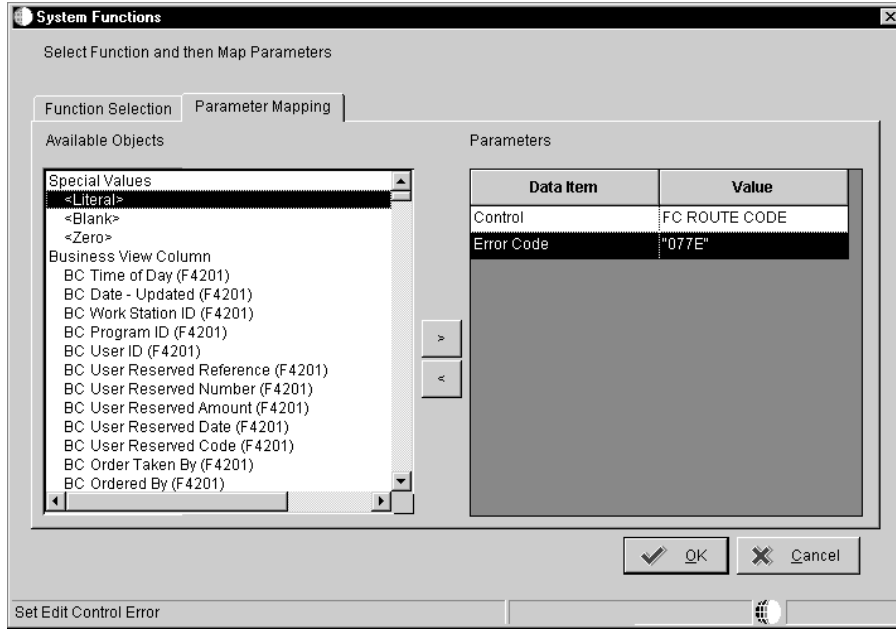 System Functions
Select Function and then Map Parameters
Function Selection
Parameter Mapping
Available Objects
Special Values
<Literal>
<Blank>
<Zero>
Business View Column
BC Time of Day (F4201)
BC Date - Updated (F4201)
BC Work Station ID (F4201)
BC Program ID (F4201)
BC User ID (F4201)
BC User Reserved Reference (F4201)
BC User Reserved Number (F4201)
BC User Reserved Amount (F4201)
BC User Reserved Date (F4201)
BC User Reserved Code (F4201)
BC Order Taken By (F4201)
BC Ordered By (F4201)
>
<
Parameters
Data Item Value
Control FC ROUTE CODE
Error Code "077E"
OK
Cancel
Set Edit Control Error